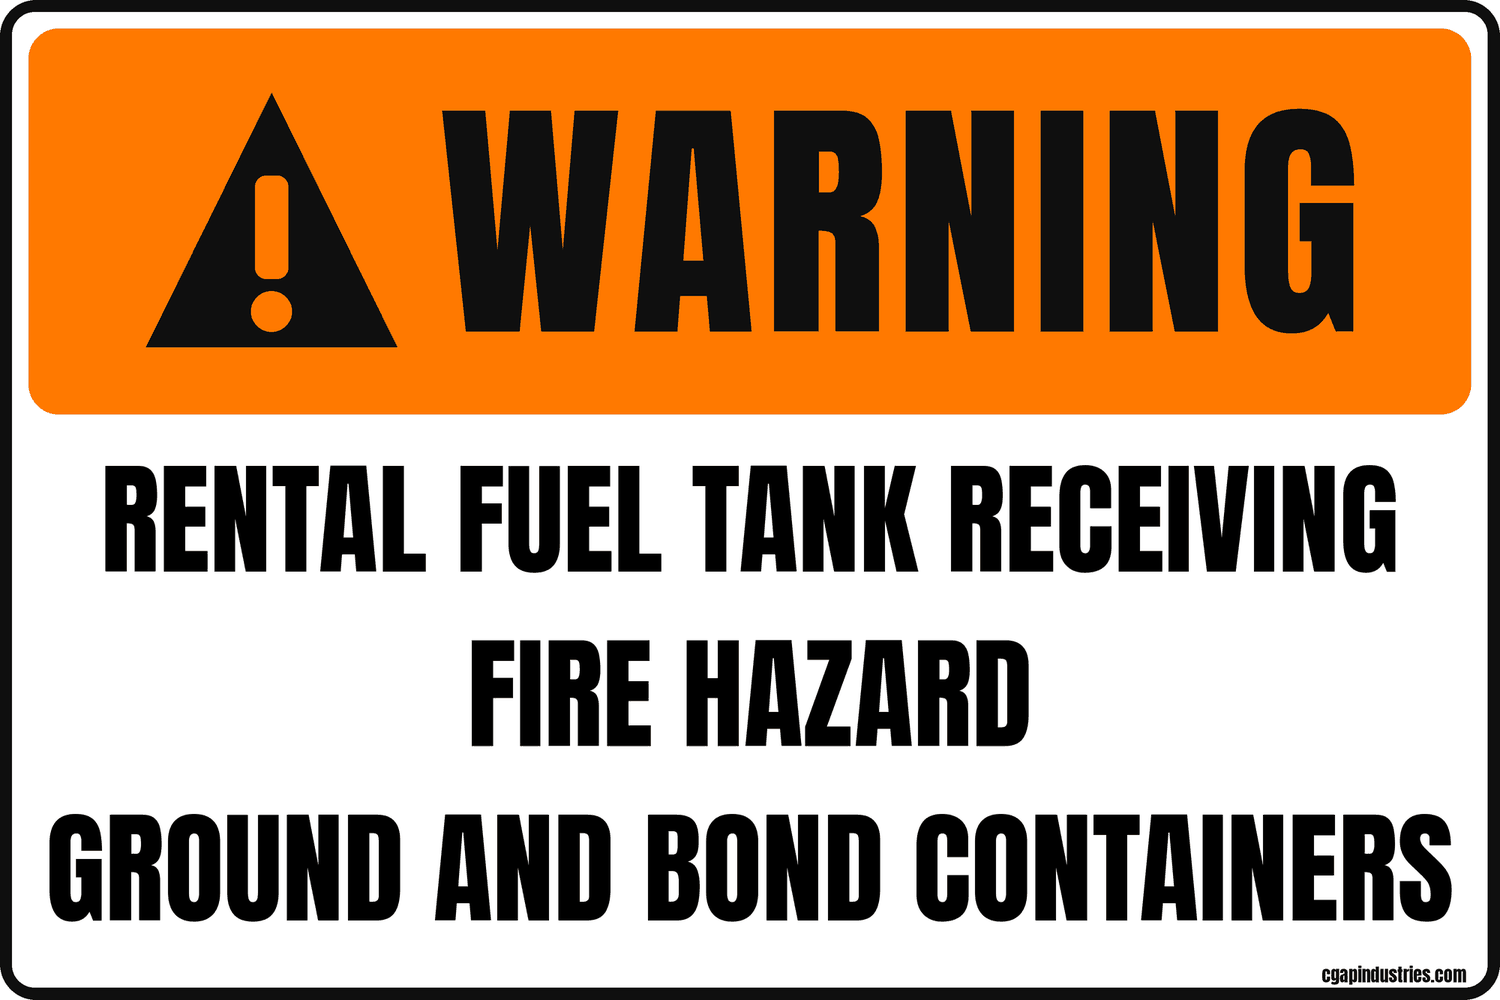 WARNING
RENTAL FUEL TANK RECEIVING
FIRE HAZARD
GROUND AND BOND CONTAINERS
cgapindustries.com